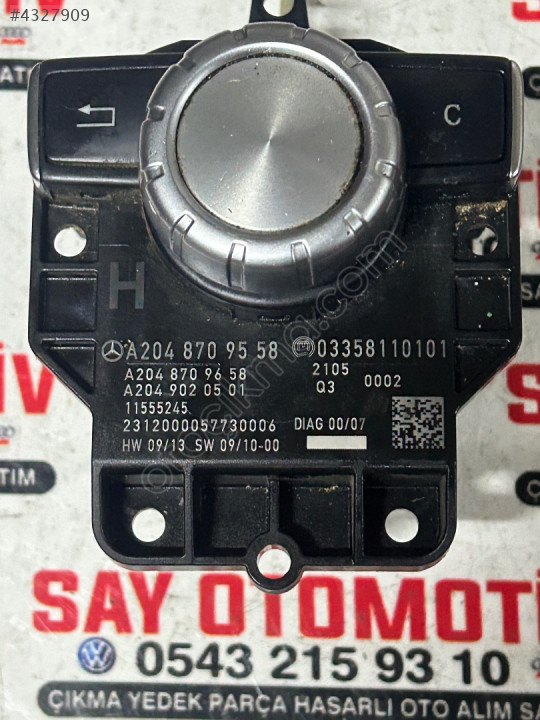 #4327909
C
H
A204 870 95 58 03358110101
A204 870 96 58 2105
A204 902 05 01 Q3 0002
11555245
2312000057730006 DIAG 00/07
HW 09/13 SW 09/10-00
SAY OTOMOTİV
0543 215 93 10
ÇIKMA YEDEK PARÇA HASARLI OTO ALIM SA